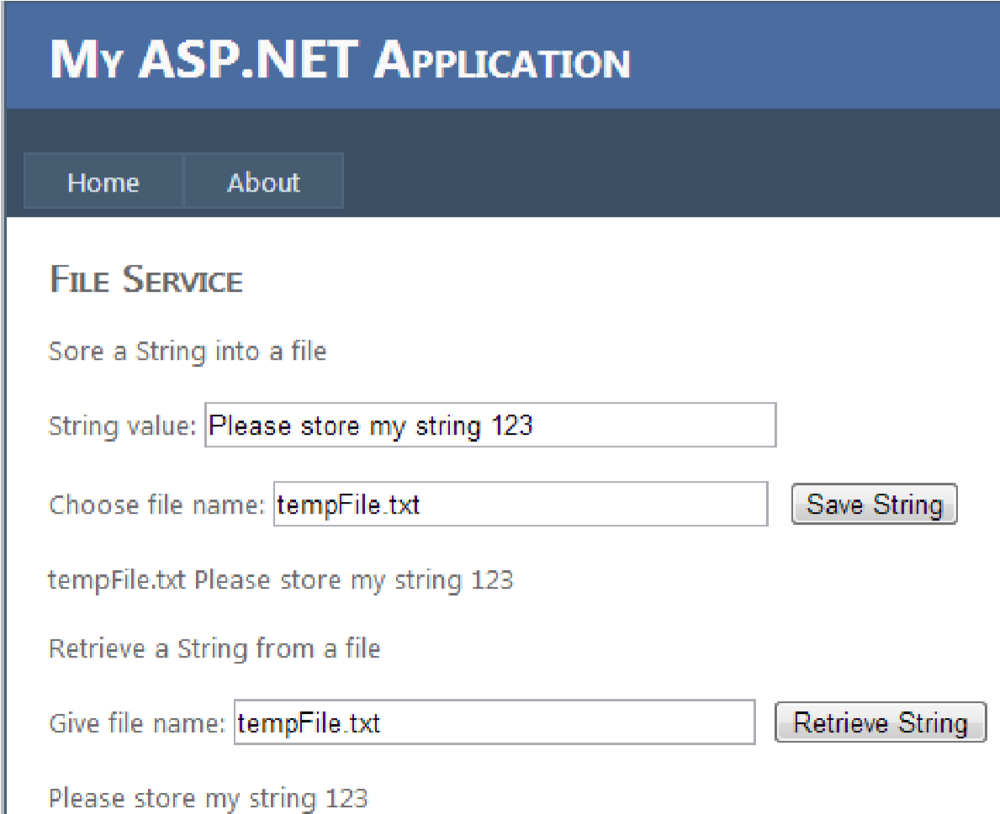 My ASP.NET Application
Home About
File Service
Sore a String into a file
String value: Please store my string 123
Choose file name: tempFile.txt Save String
tempFile.txt Please store my string 123
Retrieve a String from a file
Give file name: tempFile.txt Retrieve String
Please store my string 123